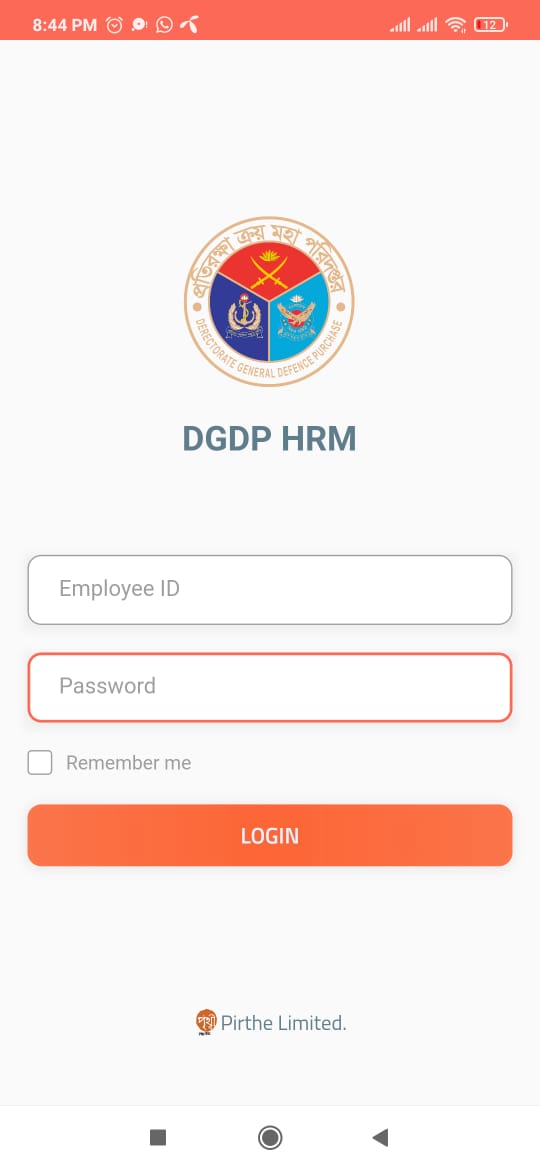 8:44 PM
12
প্রতিরক্ষা ক্রয় মহা পরিদপ্তর
DERECTORATE GENERAL DEFENCE PURCHASE
DGDP HRM
Employee ID
Password
Remember me
LOGIN
পৃথ্বী
Pirthe Limited.